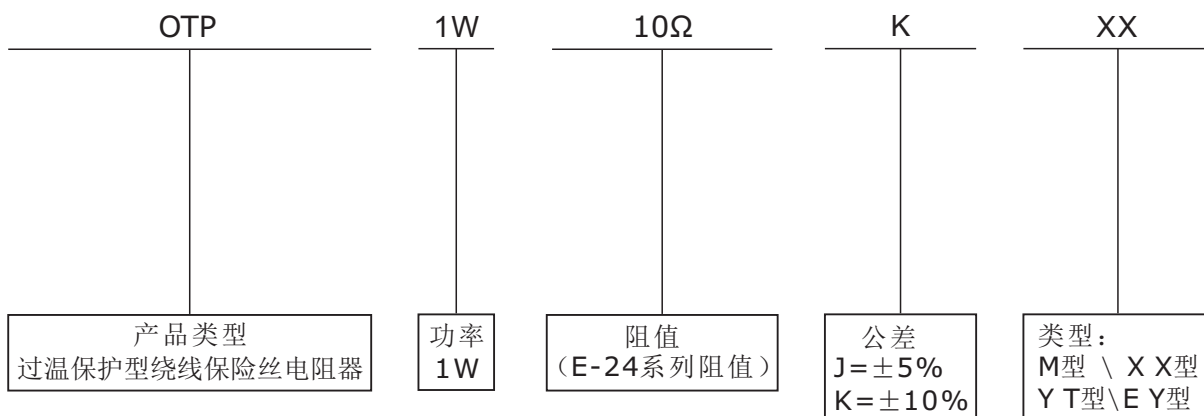 OTP 1W 10Ω K XX
产品类型
过温保护型绕线保险丝电阻器
功率
1W
阻值
(E-24系列阻值)
公差
J=±5%
K=±10%
类型:
M型 \ X X型
Y T型\E Y型